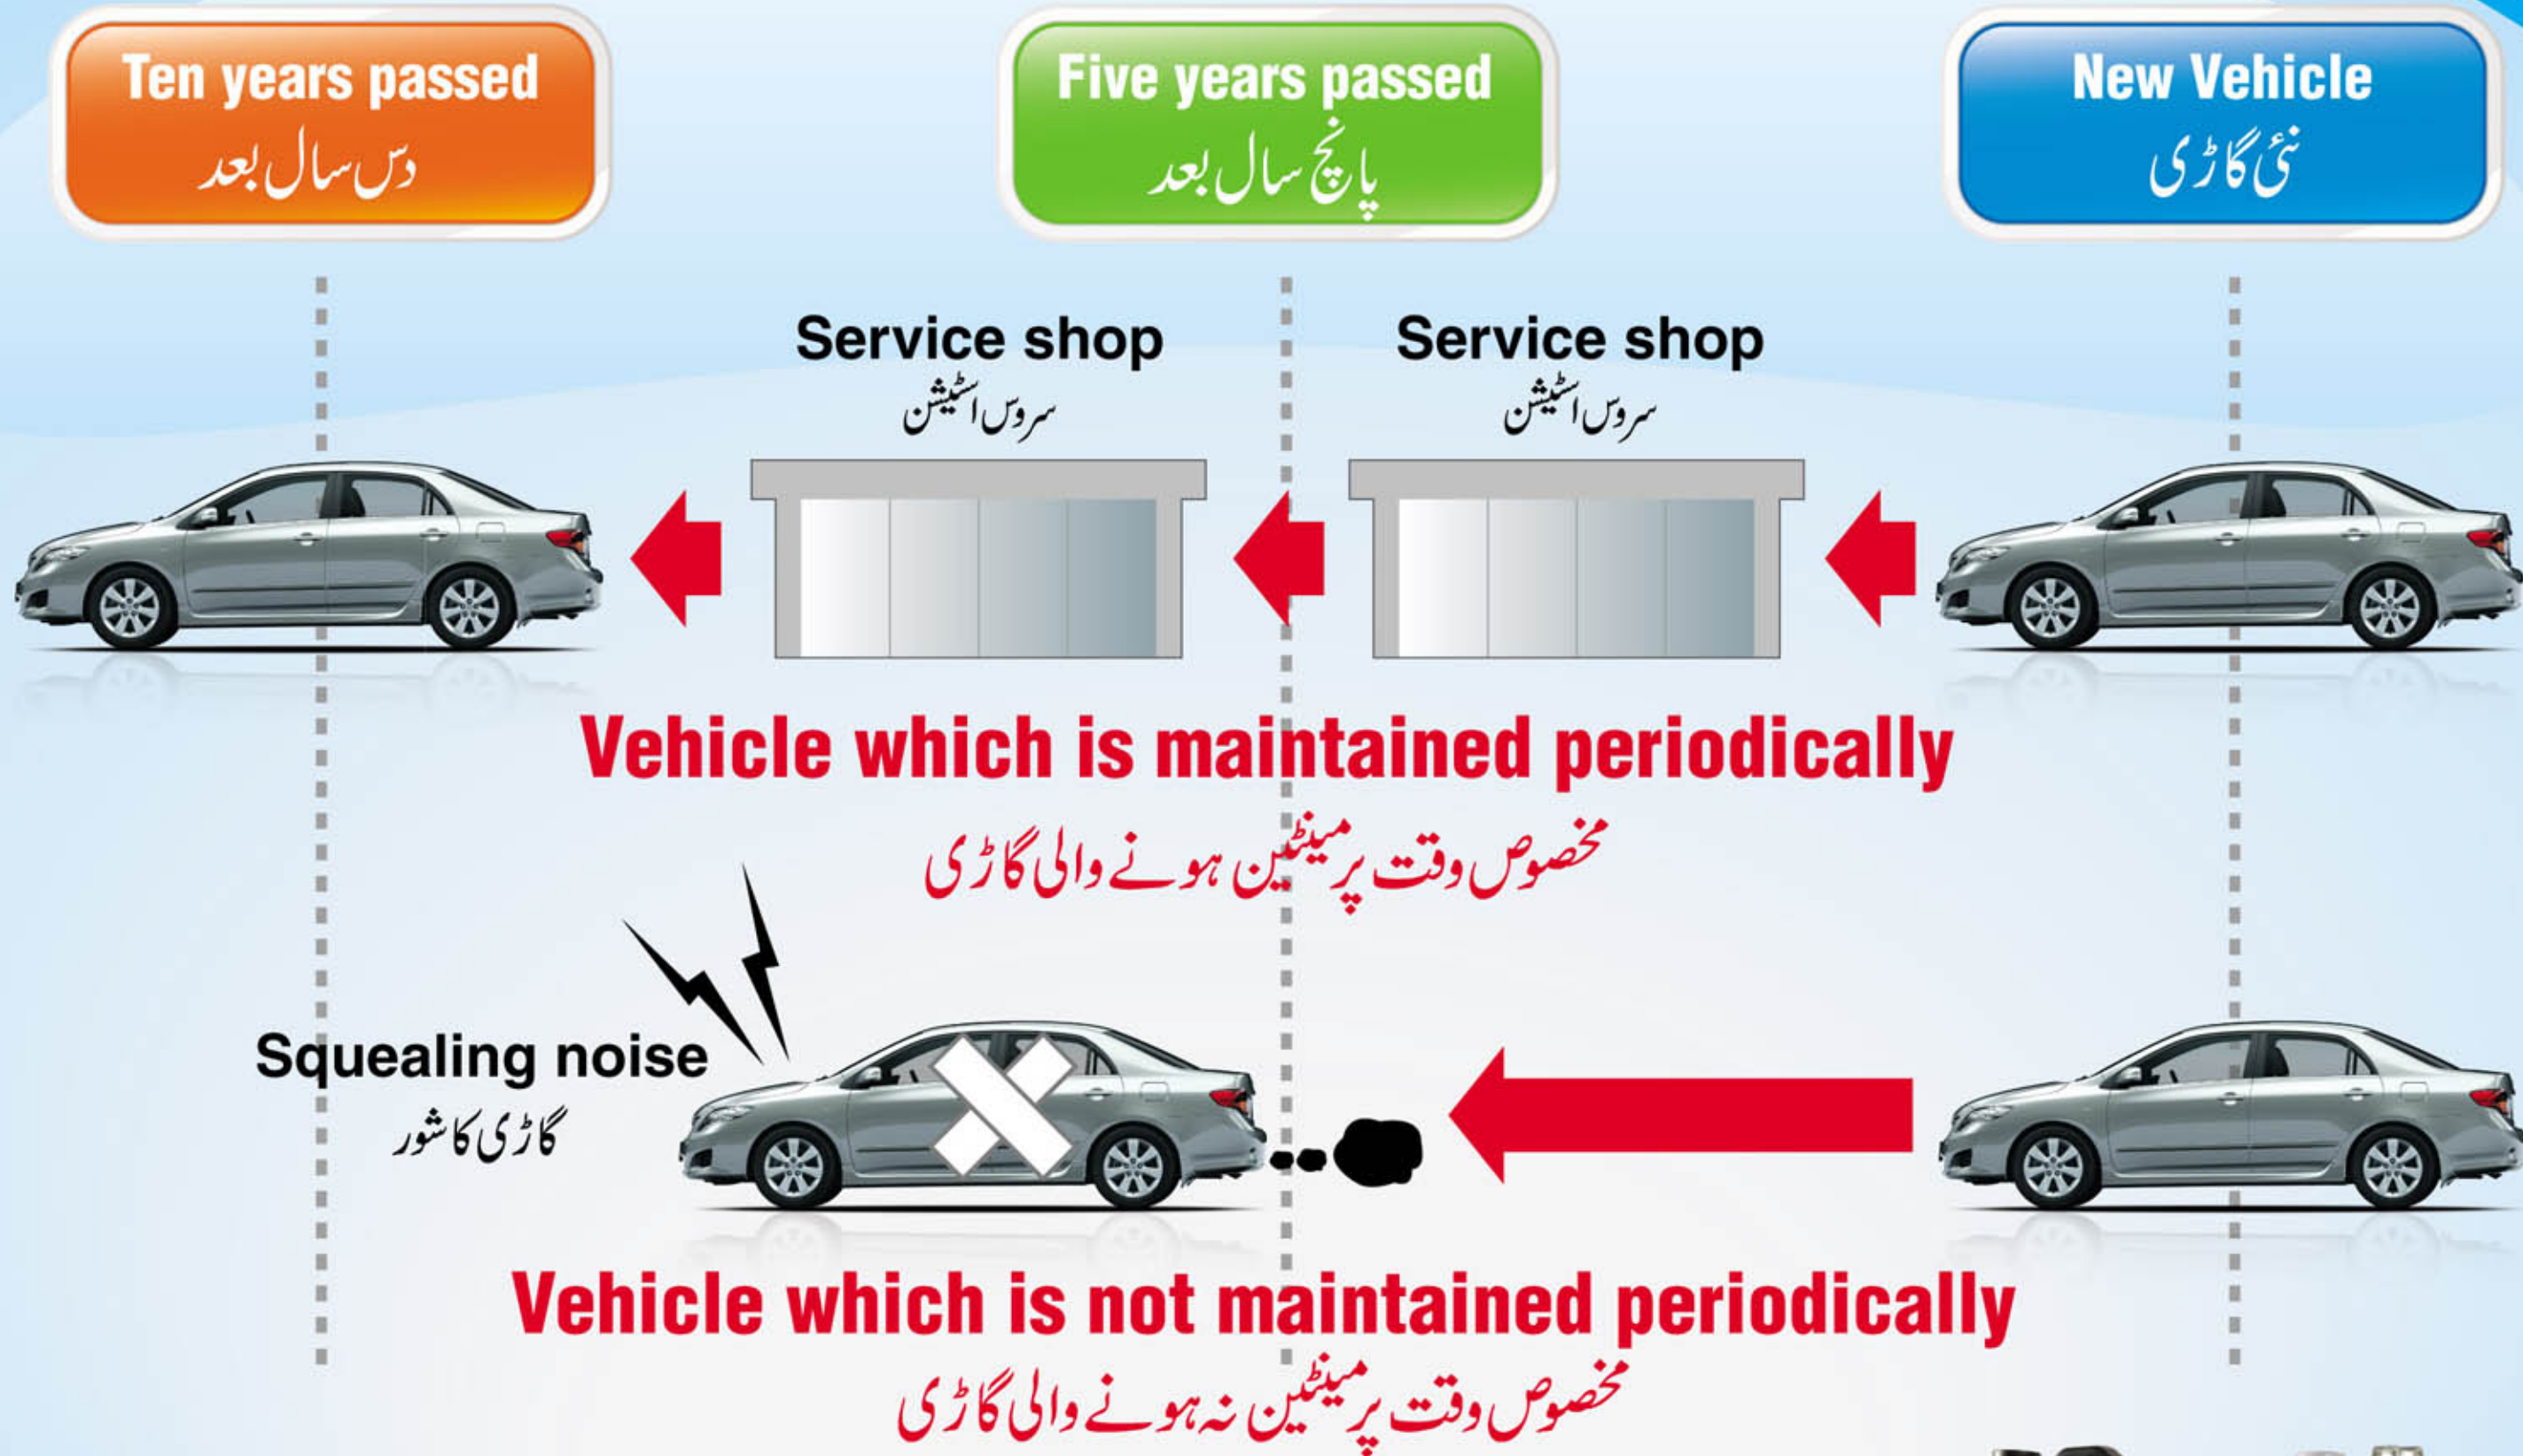 Ten years passed
دس سال بعد
Five years passed
پانچ سال بعد
New Vehicle
نئی گاڑی
Service shop
سروس اسٹیشن
Service shop
سروس اسٹیشن
Vehicle which is maintained periodically
مخصوص وقت پر مینٹین ہونے والی گاڑی
Squealing noise
گاڑی کا شور
Vehicle which is not maintained periodically
مخصوص وقت پر مینٹین نہ ہونے والی گاڑی